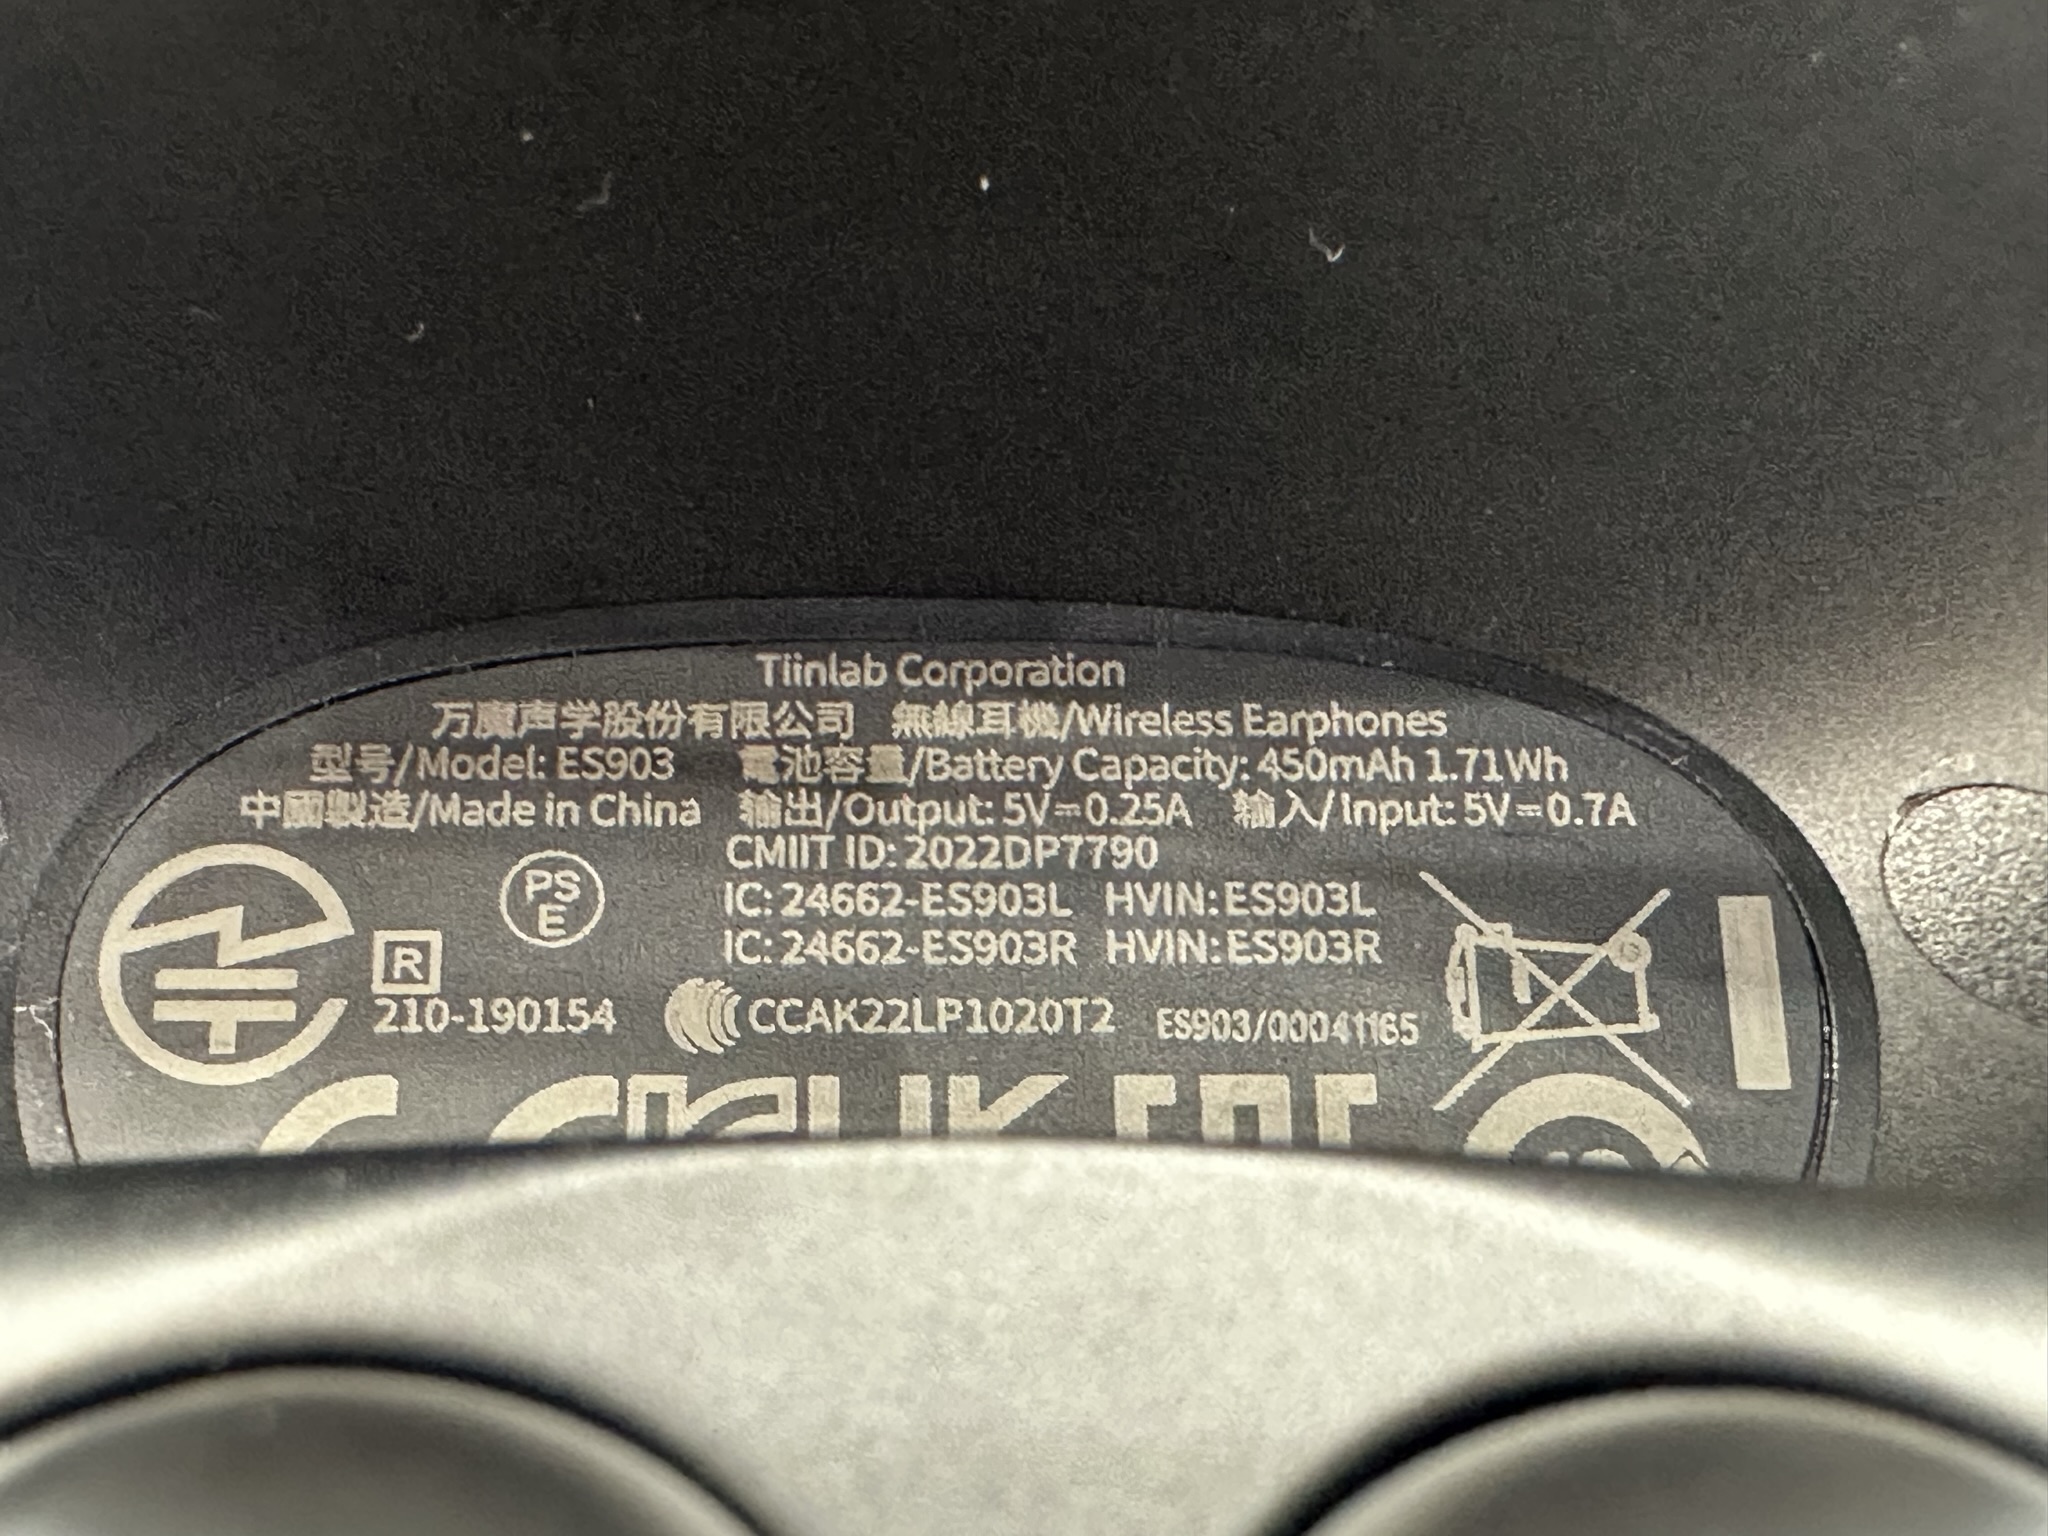 Tiinlab Corporation
万魔声学股份有限公司 無線耳機/Wireless Earphones
型号/Model: ES903 電池容量/Battery Capacity: 450mAh 1.71Wh
中國製造/Made in China 输出/Output: 5V⎓0.25A 输入/Input: 5V⎓0.7A
CMIIT ID: 2022DP7790
PS
E
IC: 24662-ES903L HVIN: ES903L
IC: 24662-ES903R HVIN: ES903R
R
210-190154 CCAK22LP1020T2 ES903/00041165